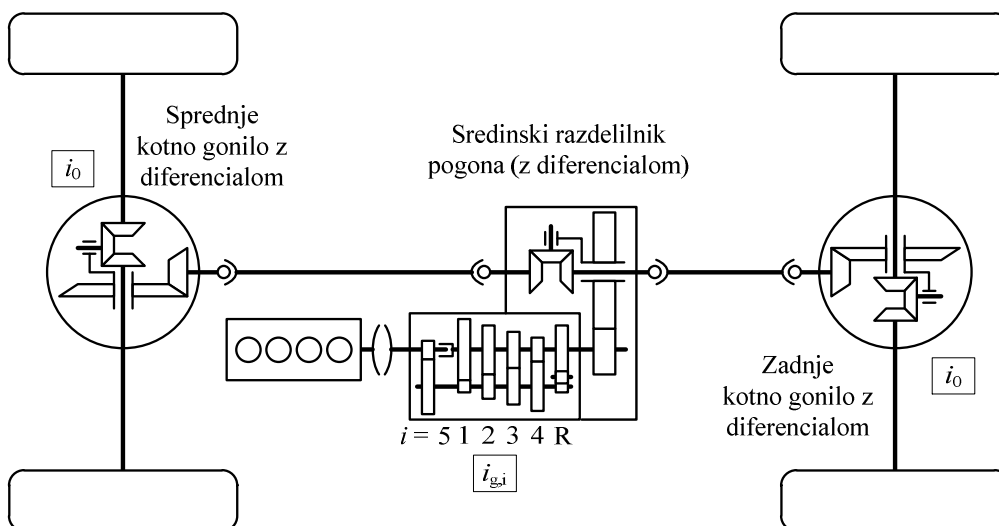 Sprednje
kotno gonilo z
diferencialom
i0
Sredinski razdelilnik
pogona (z diferencialom)
i = 5 1 2 3 4 R
ig,i
Zadnje
kotno gonilo z
diferencialom
i0